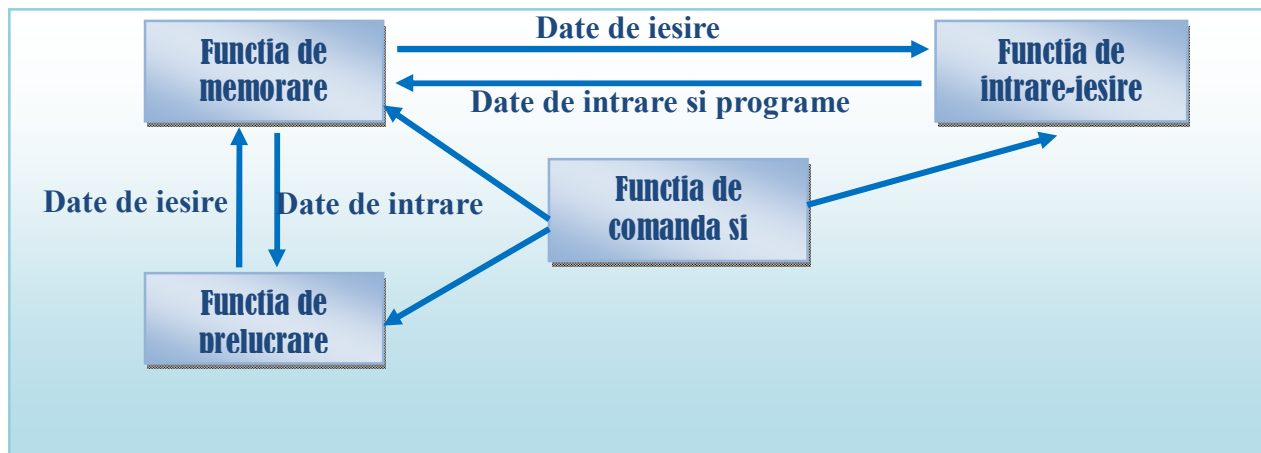 Functia de
memorare
Date de iesire
Date de intrare si programe
Functia de
intrare-iesire
Functia de
comanda si
Date de iesire
Date de intrare
Functia de
prelucrare